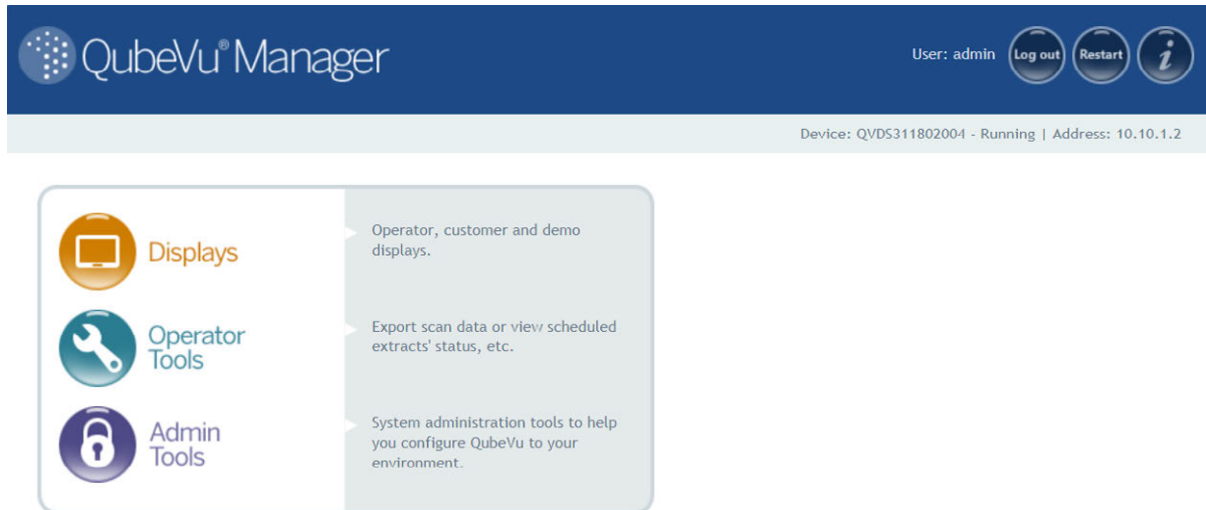 QubeVu® Manager
User: admin
Log out
Restart
i
Device: QVDS311802004 - Running | Address: 10.10.1.2
Displays
Operator, customer and demo
displays.
Operator
Tools
Export scan data or view scheduled
extracts' status, etc.
Admin
Tools
System administration tools to help
you configure QubeVu to your
environment.